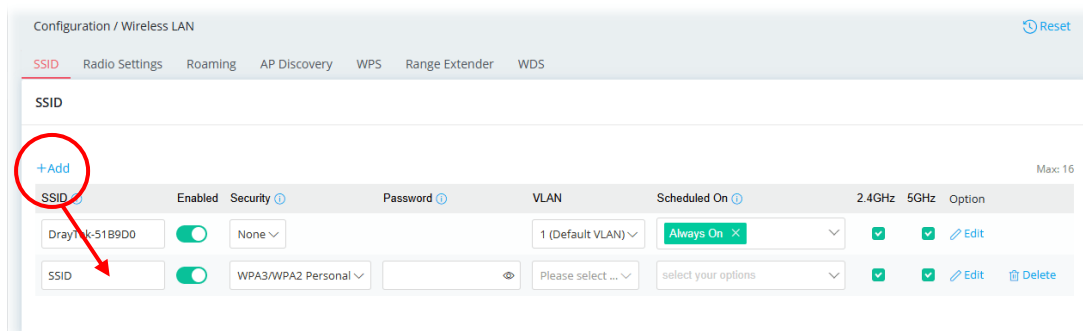 Configuration / Wireless LAN Reset
SSID Radio Settings Roaming AP Discovery WPS Range Extender WDS
SSID
+Add Max: 16
SSID Enabled Security Password VLAN Scheduled On 2.4GHz 5GHz Option
DrayTek-51B9D0 None 1 (Default VLAN) Always On × Edit
SSID WPA3/WPA2 Personal Please select ... select your options Edit Delete